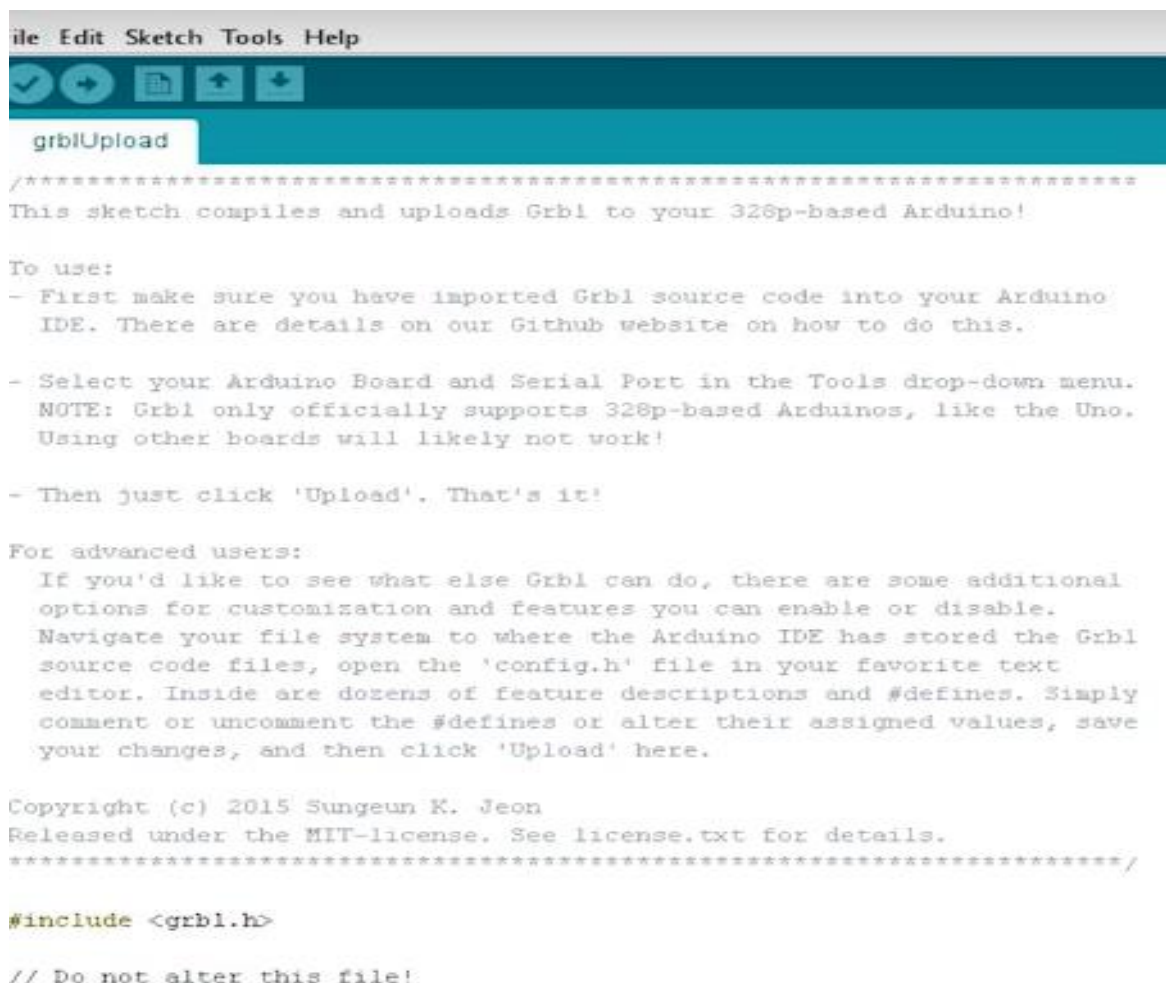 ile Edit Sketch Tools Help
grblUpload
/***********************************************************************
This sketch compiles and uploads Grbl to your 328p-based Arduino!
To use:
- First make sure you have imported Grbl source code into your Arduino
IDE. There are details on our Github website on how to do this.
- Select your Arduino Board and Serial Port in the Tools drop-down menu.
NOTE: Grbl only officially supports 328p-based Arduinos, like the Uno.
Using other boards will likely not work!
- Then just click 'Upload'. That's it!
For advanced users:
If you'd like to see what else Grbl can do, there are some additional
options for customization and features you can enable or disable.
Navigate your file system to where the Arduino IDE has stored the Grbl
source code files, open the 'config.h' file in your favorite text
editor. Inside are dozens of feature descriptions and #defines. Simply
comment or uncomment the #defines or alter their assigned values, save
your changes, and then click 'Upload' here.
Copyright (c) 2015 Sungeun K. Jeon
Released under the MIT-license. See license.txt for details.
***********************************************************************/
#include <grbl.h>
// Do not alter this file!